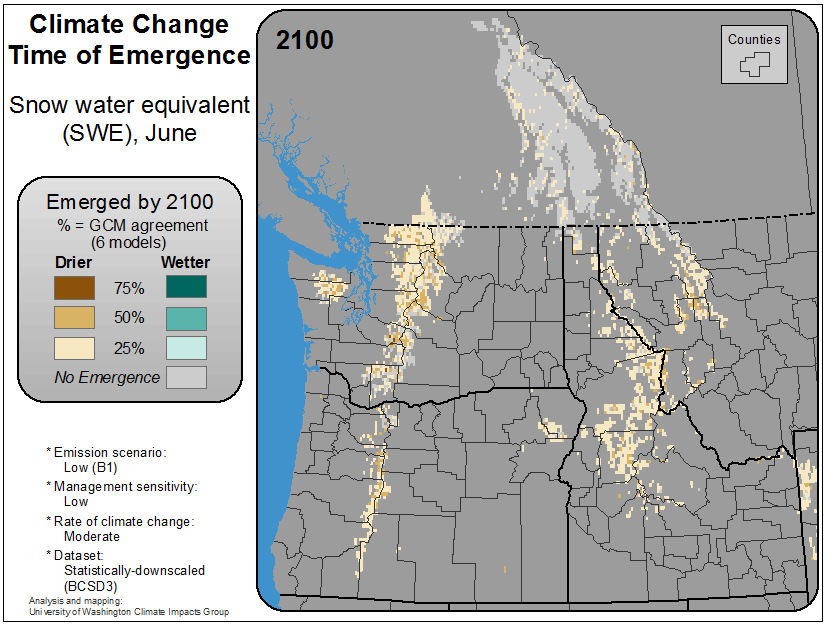 Climate Change
Time of Emergence
Snow water equivalent
(SWE), June
Emerged by 2100
% = GCM agreement
(6 models)
Drier Wetter
75%
50%
25%
No Emergence
* Emission scenario:
Low (B1)
* Management sensitivity:
Low
* Rate of climate change:
Moderate
* Dataset:
Statistically-downscaled
(BCSD3)
Analysis and mapping:
University of Washington Climate Impacts Group
2100
Counties